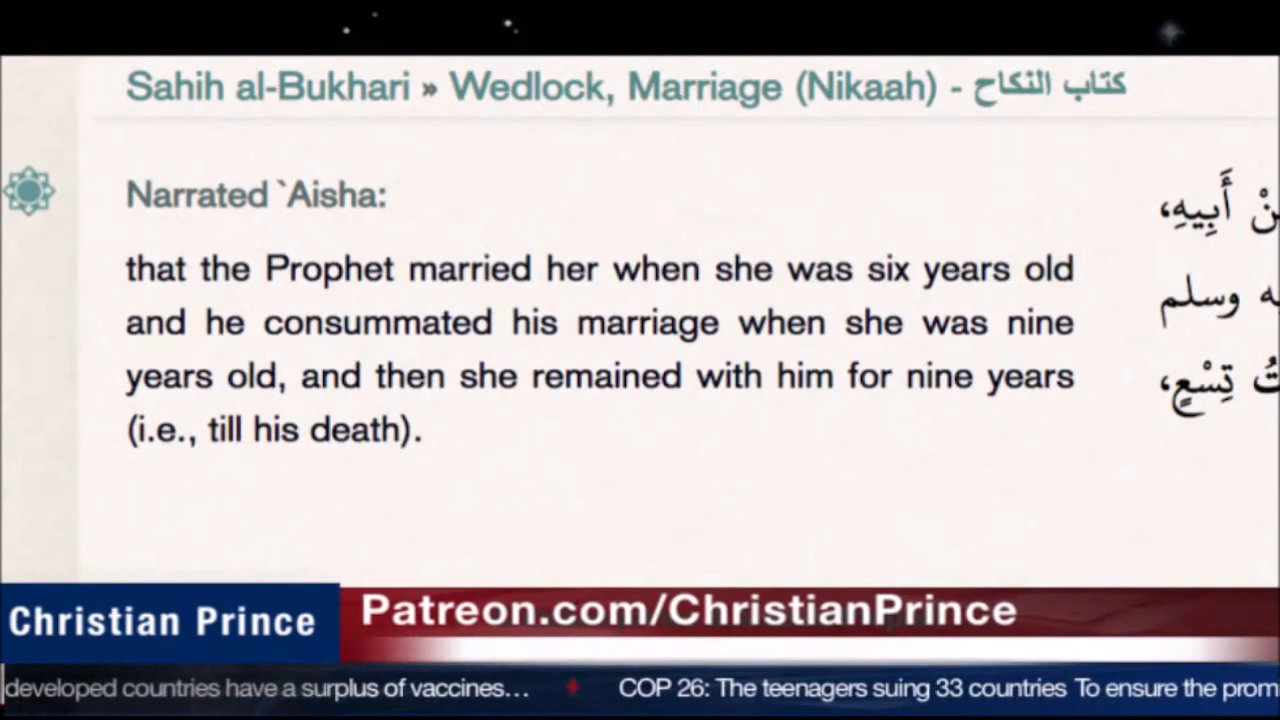 Sahih al-Bukhari » Wedlock, Marriage (Nikaah) - كتاب النكاح
Narrated `Aisha:
that the Prophet married her when she was six years old
and he consummated his marriage when she was nine
years old, and then she remained with him for nine years
(i.e., till his death).
أَبِيهِ،
وسلم
تِسْعٍ،
Christian Prince
Patreon.com/ChristianPrince
developed countries have a surplus of vaccines... COP 26: The teenagers suing 33 countries To ensure the prom